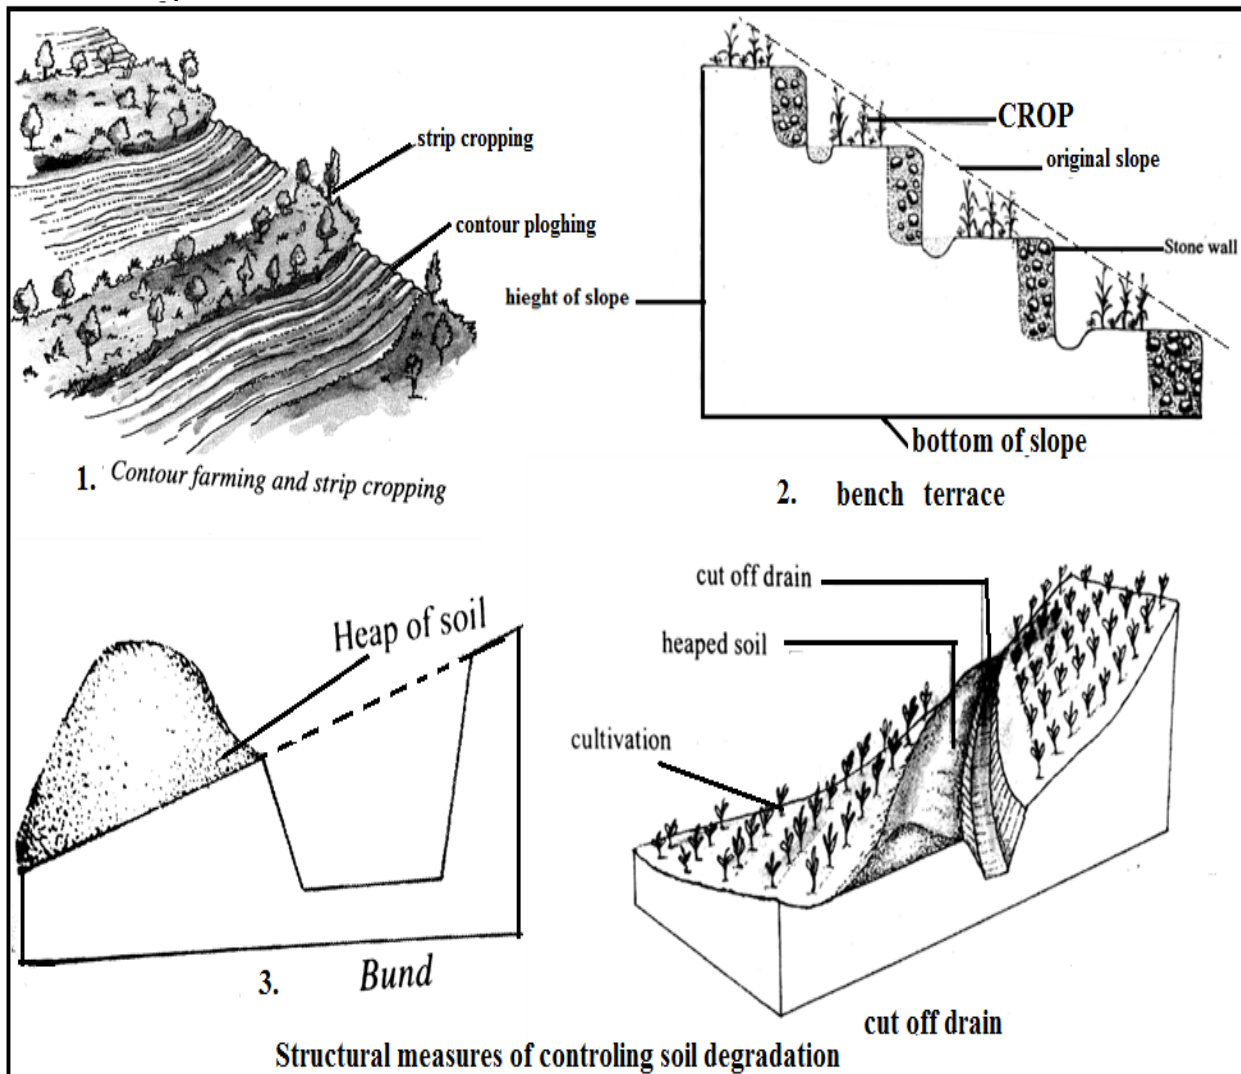 strip cropping
contour ploghing
1. Contour farming and strip cropping
CROP
original slope
Stone wall
hieght of slope
bottom of slope
2. bench terrace
Heap of soil
3. Bund
cut off drain
heaped soil
cultivation
cut off drain
Structural measures of controling soil degradation